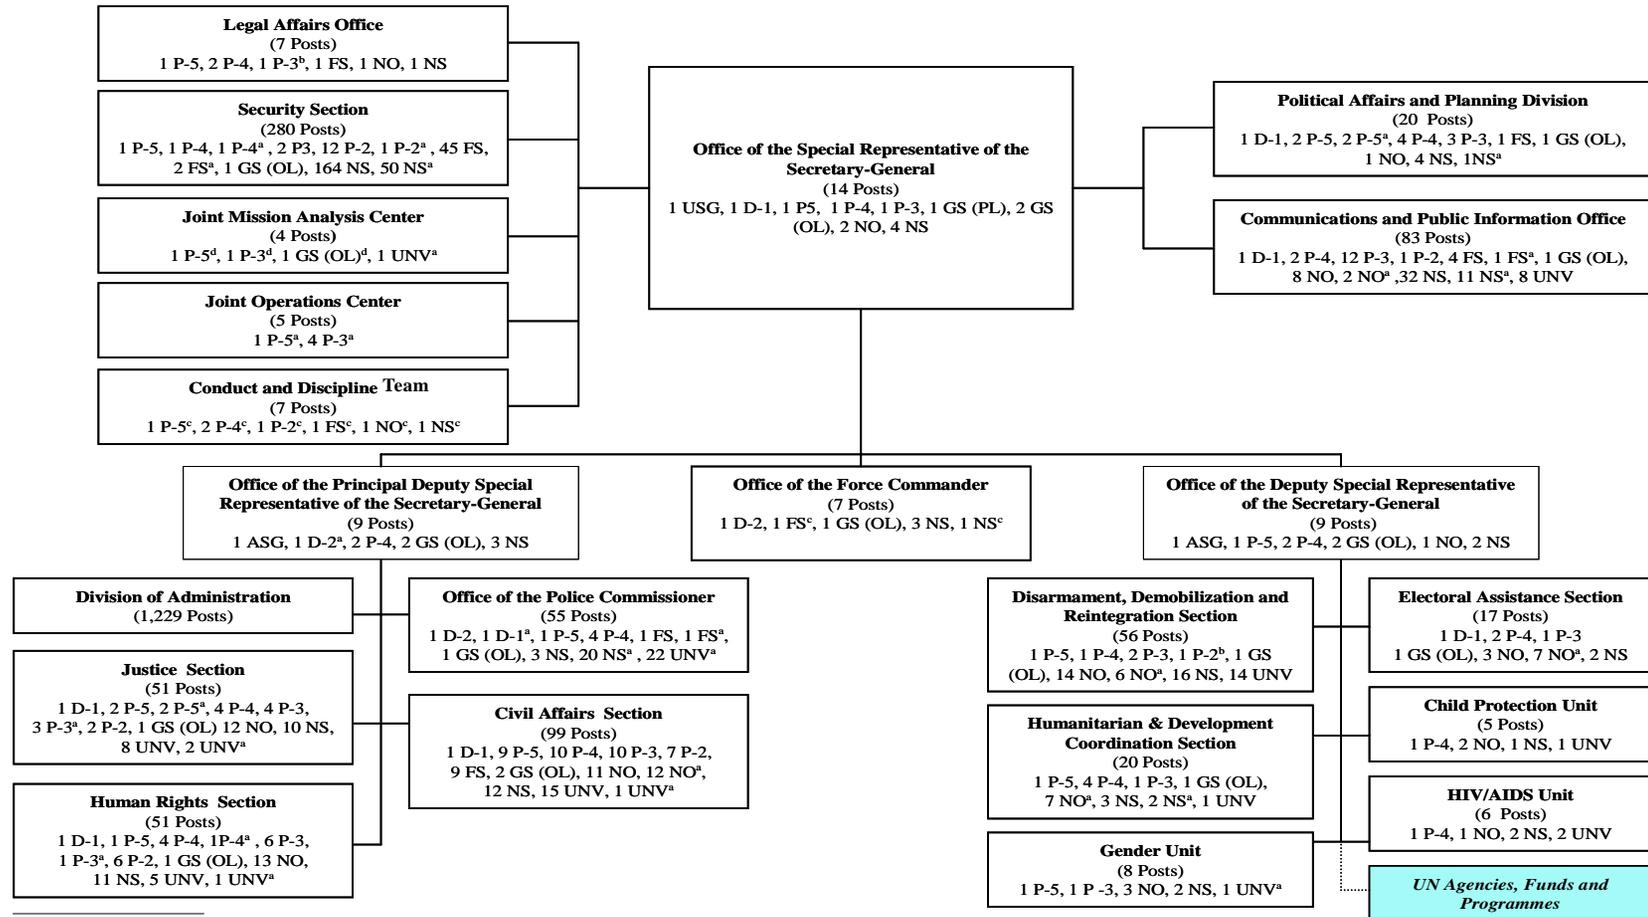 Legal Affairs Office
(7 Posts)
1 P-5, 2 P-4, 1 P-3ᵇ, 1 FS, 1 NO, 1 NS
Security Section
(280 Posts)
1 P-5, 1 P-4, 1 P-4ᵃ , 2 P3, 12 P-2, 1 P-2ᵃ , 45 FS,
2 FSᵃ, 1 GS (OL), 164 NS, 50 NSᵃ
Joint Mission Analysis Center
(4 Posts)
1 P-5ᵈ, 1 P-3ᵈ, 1 GS (OL)ᵈ, 1 UNVᵃ
Joint Operations Center
(5 Posts)
1 P-5ᵃ, 4 P-3ᵃ
Conduct and Discipline Team
(7 Posts)
1 P-5ᶜ, 2 P-4ᶜ, 1 P-2ᶜ, 1 FSᶜ, 1 NOᶜ, 1 NSᶜ
Office of the Special Representative of the
Secretary-General
(14 Posts)
1 USG, 1 D-1, 1 P5, 1 P-4, 1 P-3, 1 GS (PL), 2 GS
(OL), 2 NO, 4 NS
Political Affairs and Planning Division
(20 Posts)
1 D-1, 2 P-5, 2 P-5ᵃ, 4 P-4, 3 P-3, 1 FS, 1 GS (OL),
1 NO, 4 NS, 1NSᵃ
Communications and Public Information Office
(83 Posts)
1 D-1, 2 P-4, 12 P-3, 1 P-2, 4 FS, 1 FSᵃ, 1 GS (OL),
8 NO, 2 NOᵃ ,32 NS, 11 NSᵃ, 8 UNV
Office of the Principal Deputy Special
Representative of the Secretary-General
(9 Posts)
1 ASG, 1 D-2ᵃ, 2 P-4, 2 GS (OL), 3 NS
Office of the Force Commander
(7 Posts)
1 D-2, 1 FSᶜ, 1 GS (OL), 3 NS, 1 NSᶜ
Office of the Deputy Special Representative
of the Secretary-General
(9 Posts)
1 ASG, 1 P-5, 2 P-4, 2 GS (OL), 1 NO, 2 NS
Division of Administration
(1,229 Posts)
Justice Section
(51 Posts)
1 D-1, 2 P-5, 2 P-5ᵃ, 4 P-4, 4 P-3,
3 P-3ᵃ, 2 P-2, 1 GS (OL) 12 NO, 10 NS,
8 UNV, 2 UNVᵃ
Human Rights Section
(51 Posts)
1 D-1, 1 P-5, 4 P-4, 1P-4ᵃ , 6 P-3,
1 P-3ᵃ, 6 P-2, 1 GS (OL), 13 NO,
11 NS, 5 UNV, 1 UNVᵃ
Office of the Police Commissioner
(55 Posts)
1 D-2, 1 D-1ᵃ, 1 P-5, 4 P-4, 1 FS, 1 FSᵃ,
1 GS (OL), 3 NS, 20 NSᵃ , 22 UNVᵃ
Civil Affairs Section
(99 Posts)
1 D-1, 9 P-5, 10 P-4, 10 P-3, 7 P-2,
9 FS, 2 GS (OL), 11 NO, 12 NOᵃ,
12 NS, 15 UNV, 1 UNVᵃ
Disarmament, Demobilization and
Reintegration Section
(56 Posts)
1 P-5, 1 P-4, 2 P-3, 1 P-2ᵇ, 1 GS
(OL), 14 NO, 6 NOᵃ, 16 NS, 14 UNV
Humanitarian & Development
Coordination Section
(20 Posts)
1 P-5, 4 P-4, 1 P-3, 1 GS (OL),
7 NOᵃ, 3 NS, 2 NSᵃ, 1 UNV
Gender Unit
(8 Posts)
1 P-5, 1 P -3, 3 NO, 2 NS, 1 UNVᵃ
Electoral Assistance Section
(17 Posts)
1 D-1, 2 P-4, 1 P-3
1 GS (OL), 3 NO, 7 NOᵃ, 2 NS
Child Protection Unit
(5 Posts)
1 P-4, 2 NO, 1 NS, 1 UNV
HIV/AIDS Unit
(6 Posts)
1 P-4, 1 NO, 2 NS, 2 UNV
UN Agencies, Funds and
Programmes